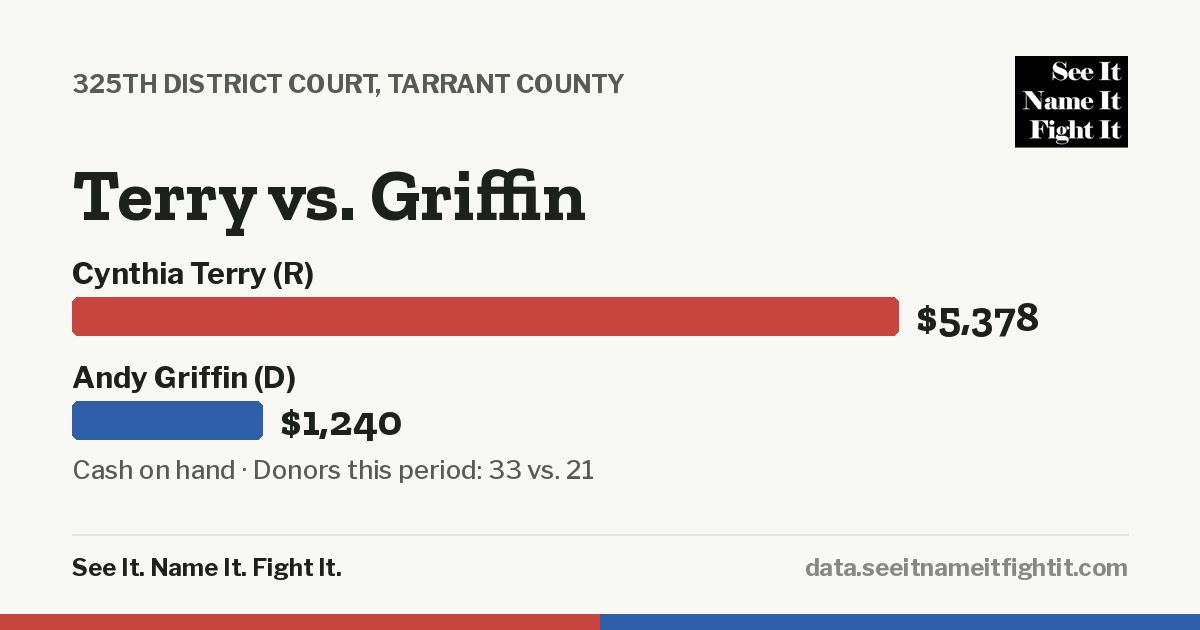 325TH DISTRICT COURT, TARRANT COUNTY
See It
Name It
Fight It
Terry vs. Griffin
Cynthia Terry (R)
$5,378
Andy Griffin (D)
$1,240
Cash on hand · Donors this period: 33 vs. 21
See It. Name It. Fight It.
data.seeitnameitfightit.com